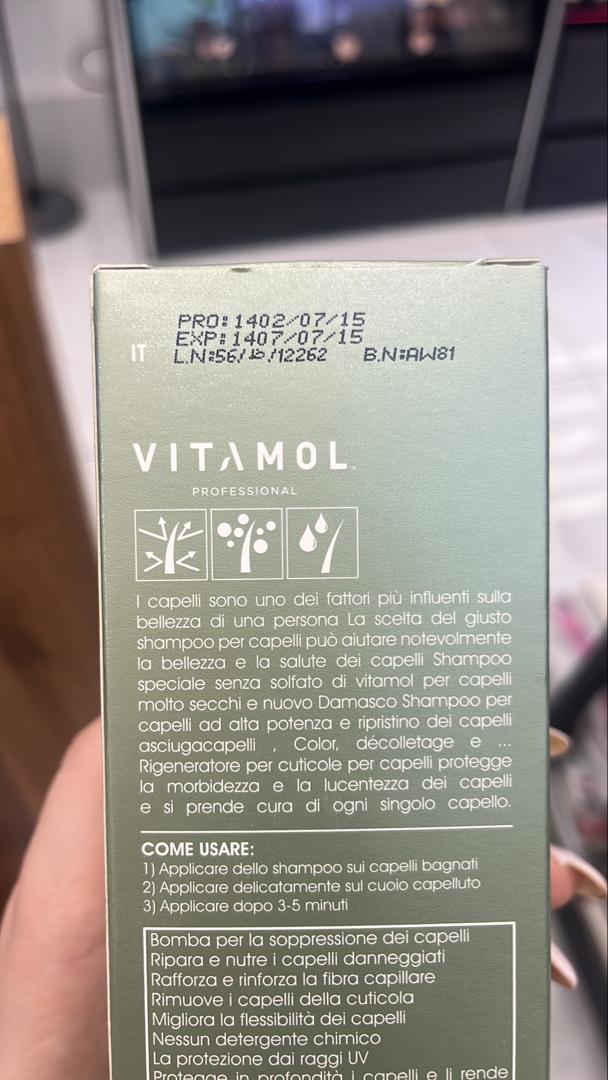 PRO:1402/07/15
EXP:1407/07/15
IT
L.N:56/ /12262 B.N:AW81
VITAMOL
PROFESSIONAL
I capelli sono uno dei fattori più influenti sulla
bellezza di una persona La scelta del giusto
shampoo per capelli può aiutare notevolmente
la bellezza e la salute dei capelli Shampoo
speciale senza solfato di vitamol per capelli
molto secchi e nuovo Damasco Shampoo per
capelli ad alta potenza e ripristino dei capelli
asciugacapelli , Color, décolletage e ...
Rigeneratore per cuticole per capelli protegge
la morbidezza e la lucentezza dei capelli
e si prende cura di ogni singolo capello.
COME USARE:
1) Applicare dello shampoo sui capelli bagnati
2) Applicare delicatamente sul cuoio capelluto
3) Applicare dopo 3-5 minuti
Bomba per la soppressione dei capelli
Ripara e nutre i capelli danneggiati
Rafforza e rinforza la fibra capillare
Rimuove i capelli della cuticola
Migliora la flessibilità dei capelli
Nessun detergente chimico
La protezione dai raggi UV
Protegge in profondità i capelli e li rende